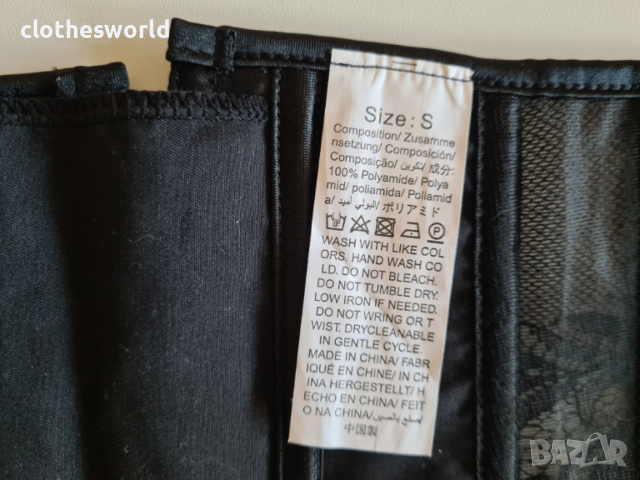 clothesworld
Size: S
Composition/ Zusamme
nsetzung/ Composición/
Composição/ تكوين/ 成分:
100% Polyamide/ Polya
mid/ poliamida/ Poliamid
a/ البولي أميد/ ポリアミド
WASH WITH LIKE COL
ORS. HAND WASH CO
LD. DO NOT BLEACH.
DO NOT TUMBLE DRY.
LOW IRON IF NEEDED.
DO NOT WRING OR T
WIST. DRYCLEANABLE
IN GENTLE CYCLE.
MADE IN CHINA/ FABR
IQUÉ EN CHINE/ IN CH
INA HERGESTELLT/ H
ECHO EN CHINA/ FEIT
O NA CHINA/ صنع بالصين/
中国製
BAZAR